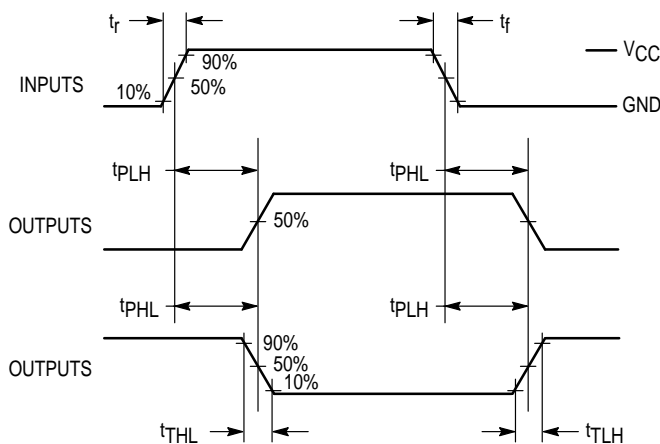 tr tf
90% VCC
INPUTS 50%
10% GND
tPLH tPHL
OUTPUTS 50%
tPHL tPLH
90%
OUTPUTS 50%
10%
tTHL tTLH